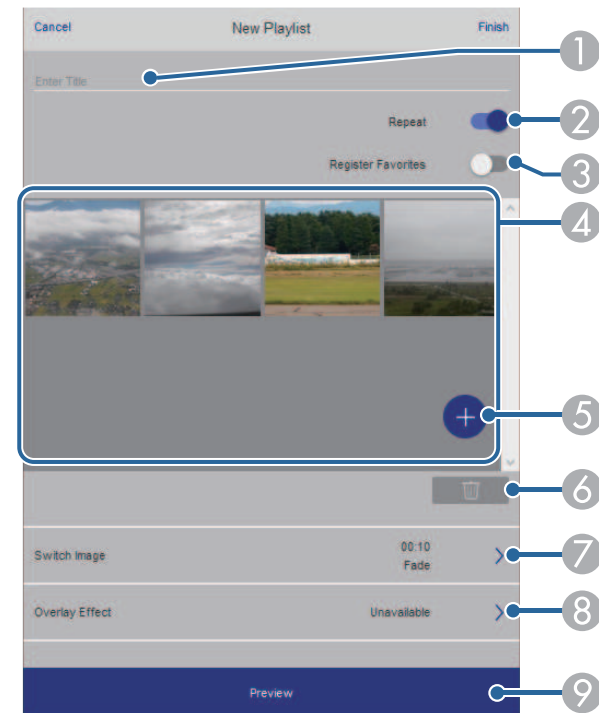 Cancel New Playlist Finish
Enter Title
1
Repeat
2
Register Favorites
3
4
5
6
Switch Image 00:10
Fade
7
Overlay Effect Unavailable
8
Preview
9